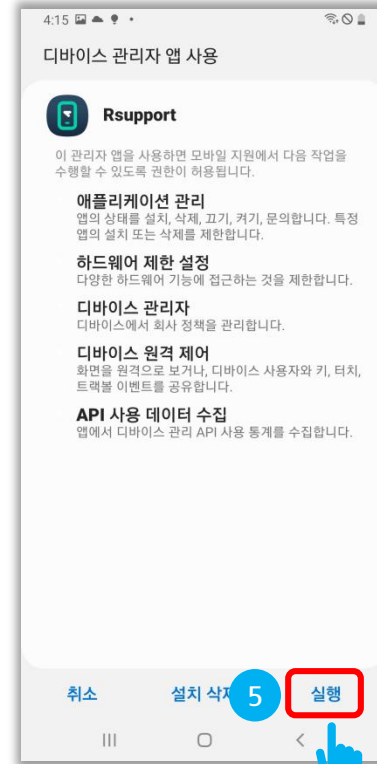 4:15
디바이스 관리자 앱 사용
Rsupport
이 관리자 앱을 사용하면 모바일 지원에서 다음 작업을
수행할 수 있도록 권한이 허용됩니다.
애플리케이션 관리
앱의 상태를 설치, 삭제, 끄기, 켜기, 문의합니다. 특정
앱의 설치 또는 삭제를 제한합니다.
하드웨어 제한 설정
다양한 하드웨어 기능에 접근하는 것을 제한합니다.
디바이스 관리자
디바이스에서 회사 정책을 관리합니다.
디바이스 원격 제어
화면을 원격으로 보거나, 디바이스 사용자와 키, 터치,
트랙볼 이벤트를 공유합니다.
API 사용 데이터 수집
앱에서 디바이스 관리 API 사용 통계를 수집합니다.
취소 설치 삭제 5 실행